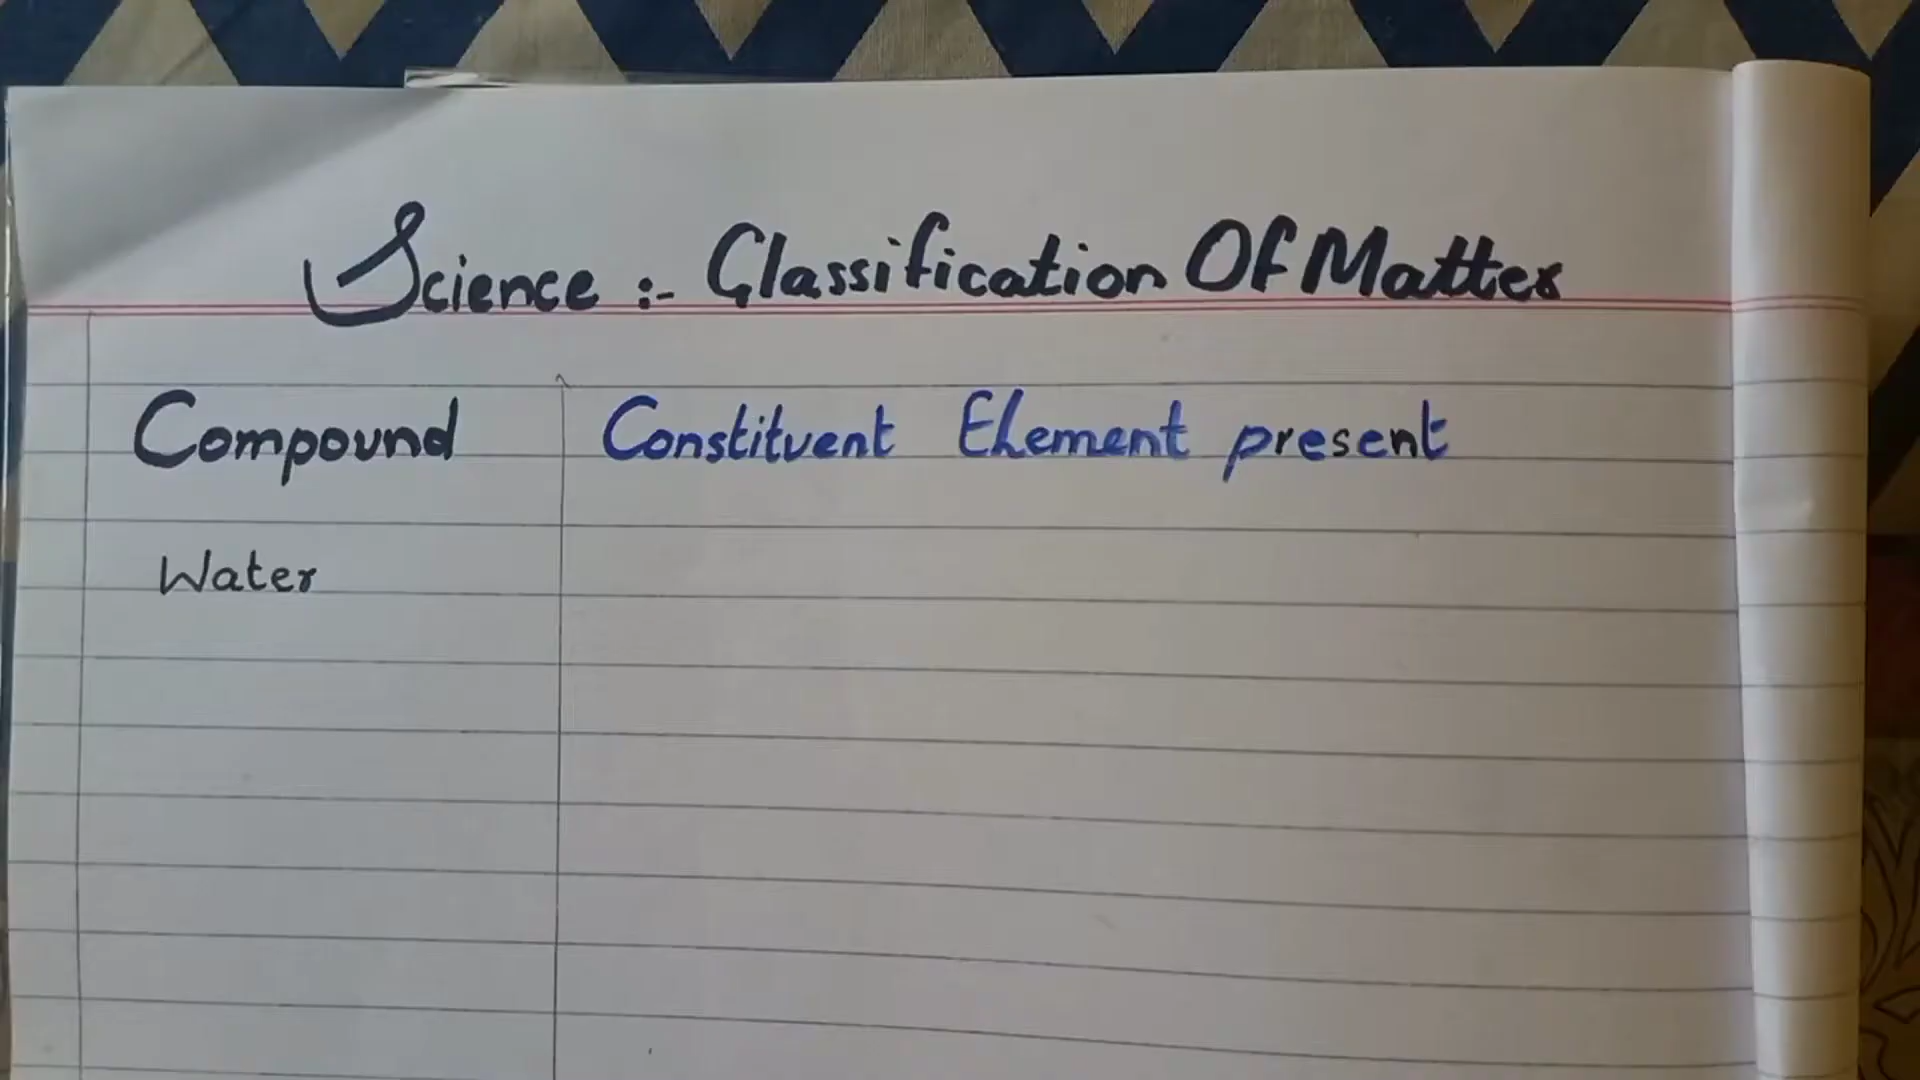 Science :- Classification Of Matter
Compound Constituent Element present
Water